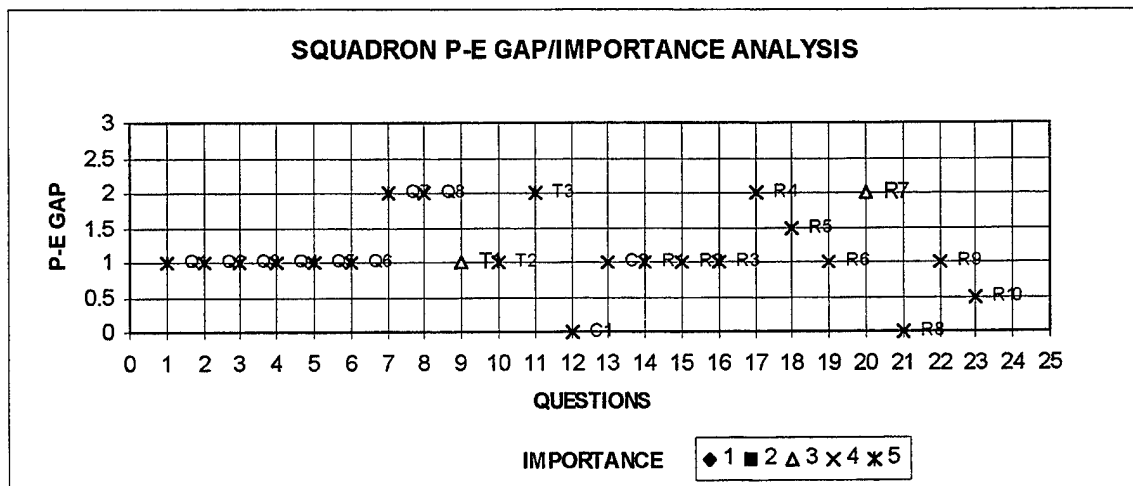 SQUADRON P-E GAP/IMPORTANCE ANALYSIS
3
2.5
2
1.5
1
0.5
0
P-E GAP
Q7 Q8 T3 R4 R7
R5
Q6 T2 R3 R6 R9
R10
C1 R8
0 1 2 3 4 5 6 7 8 9 10 11 12 13 14 15 16 17 18 19 20 21 22 23 24 25
QUESTIONS
IMPORTANCE 1 2 3 4 5